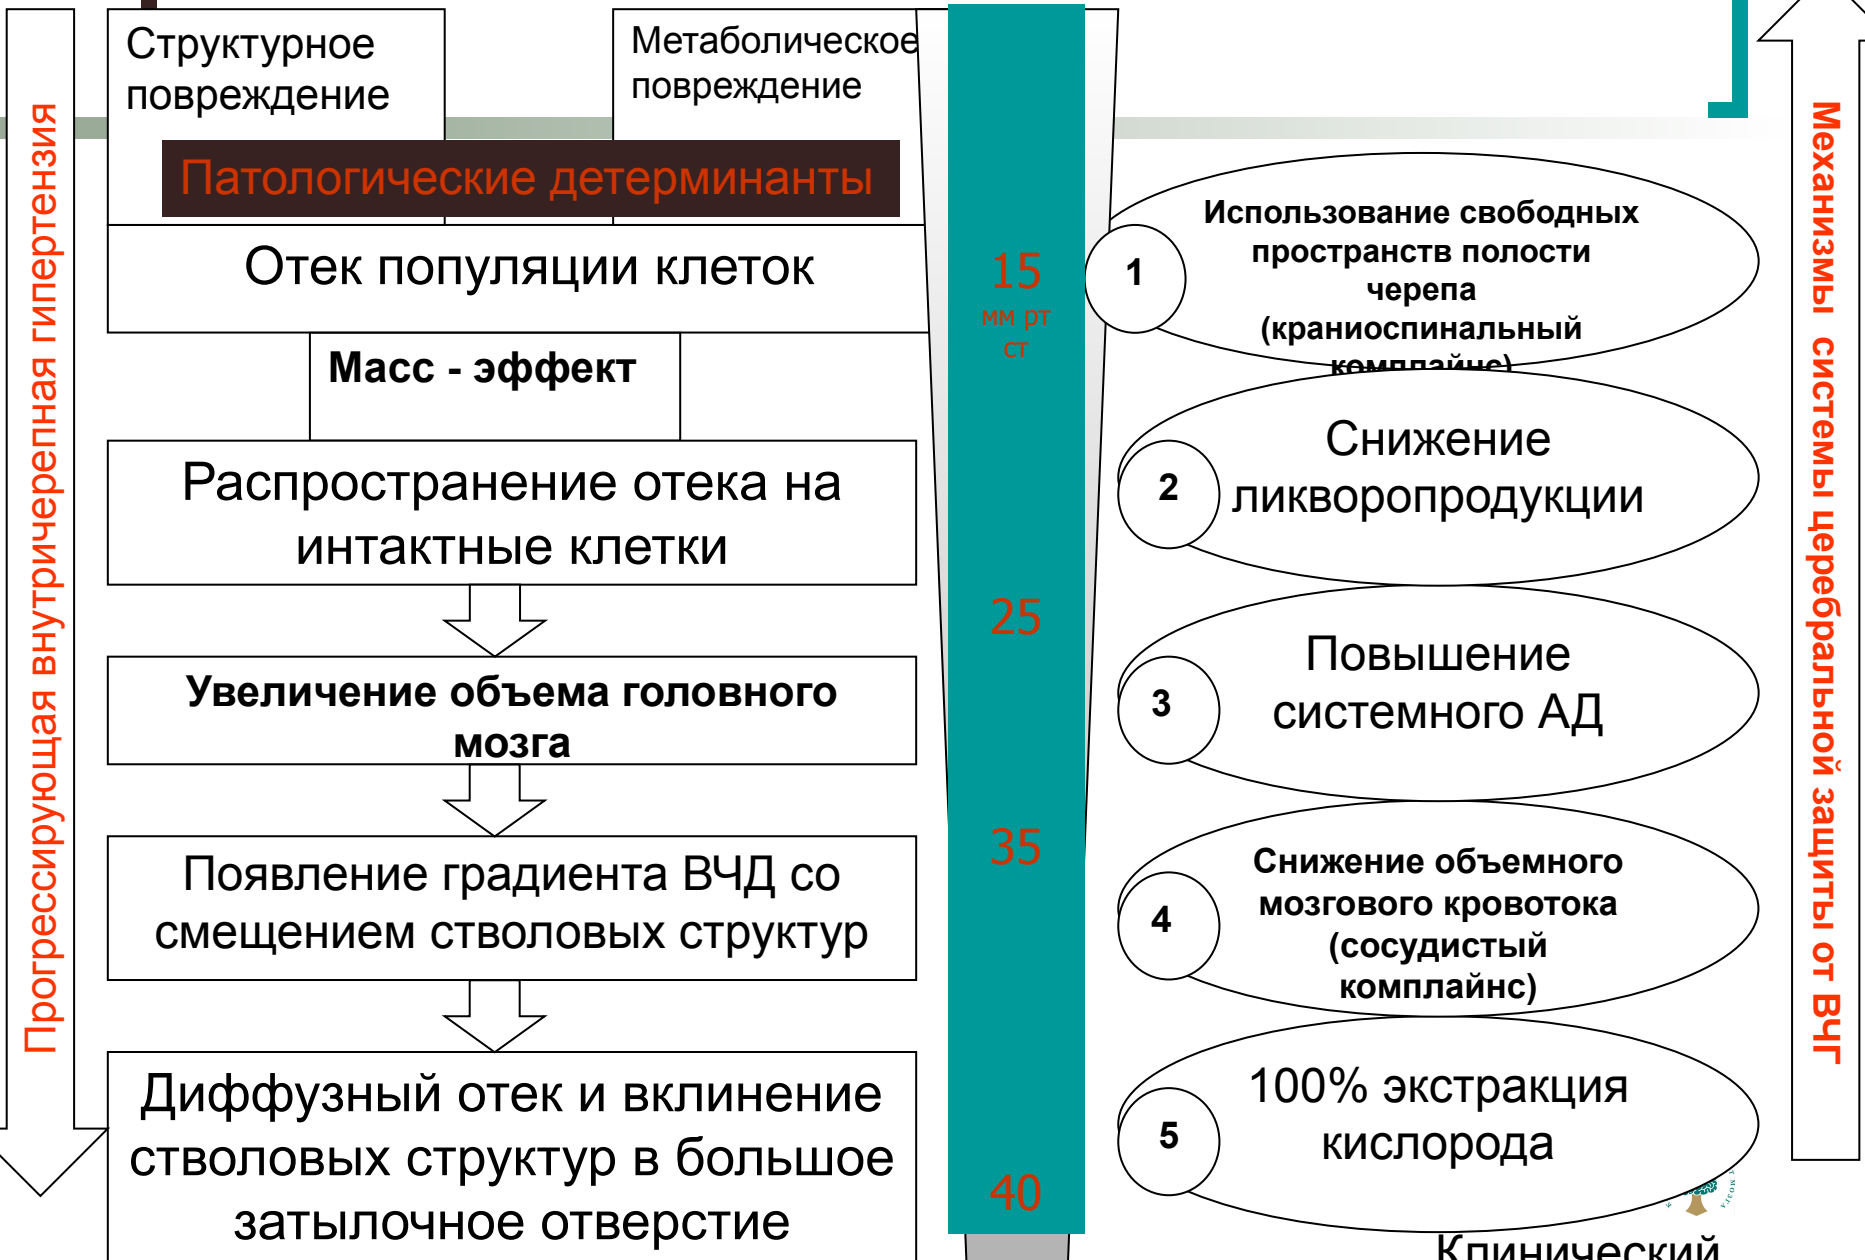 Прогрессирующая внутричерепная гипертензия
Структурное
повреждение
Метаболическое
повреждение
Патологические детерминанты
Отек популяции клеток
Масс - эффект
Распространение отека на
интактные клетки
Увеличение объема головного
мозга
Появление градиента ВЧД со
смещением стволовых структур
Диффузный отек и вклинение
стволовых структур в большое
затылочное отверстие
15
мм рт
ст
25
35
40
1
Использование свободных
пространств полости
черепа
(краниоспинальный
комплайнс)
2
Снижение
ликворопродукции
3
Повышение
системного АД
4
Снижение объемного
мозгового кровотока
(сосудистый
комплайнс)
5
100% экстракция
кислорода
Механизмы системы церебральной защиты от ВЧГ
Клинический